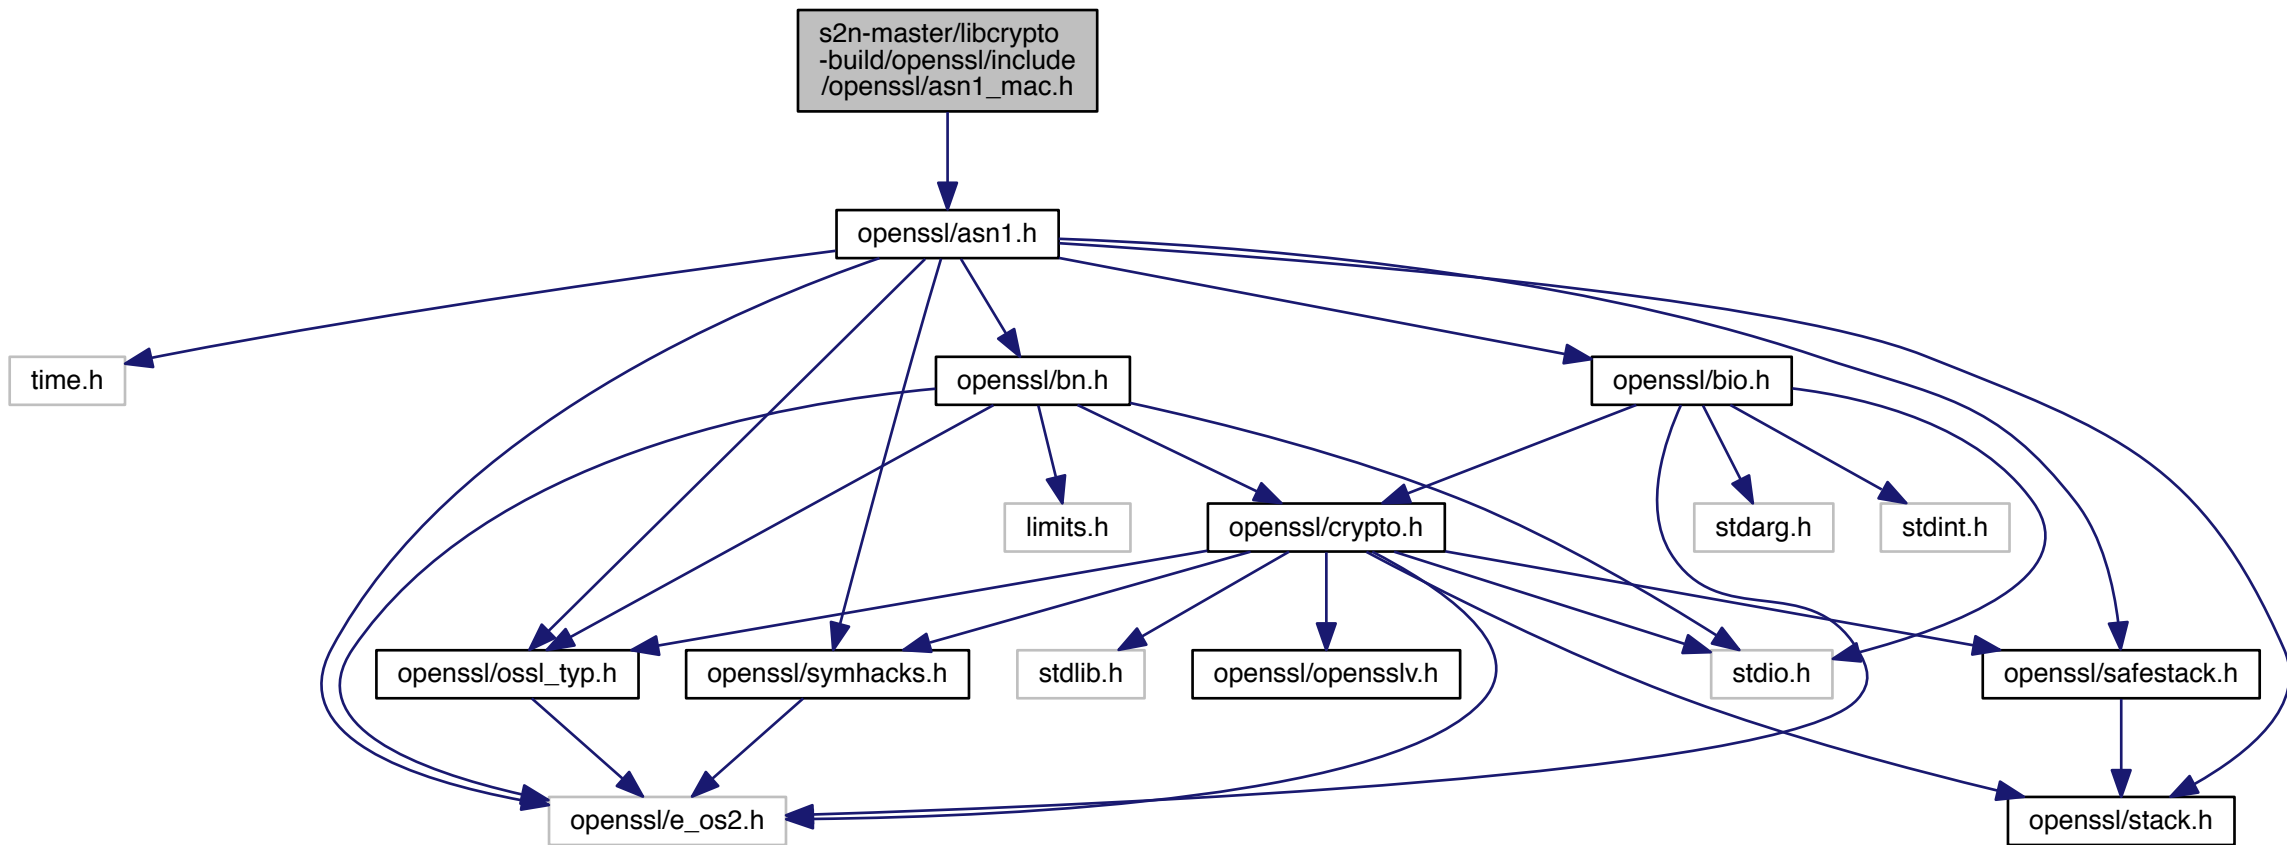 s2n-master/libcrypto
-build/openssl/include
/openssl/asn1_mac.h
openssl/asn1.h
time.h
openssl/bn.h
openssl/bio.h
limits.h
openssl/crypto.h
stdarg.h
stdint.h
openssl/ossl_typ.h
openssl/symhacks.h
stdlib.h
openssl/opensslv.h
stdio.h
openssl/safestack.h
openssl/e_os2.h
openssl/stack.h